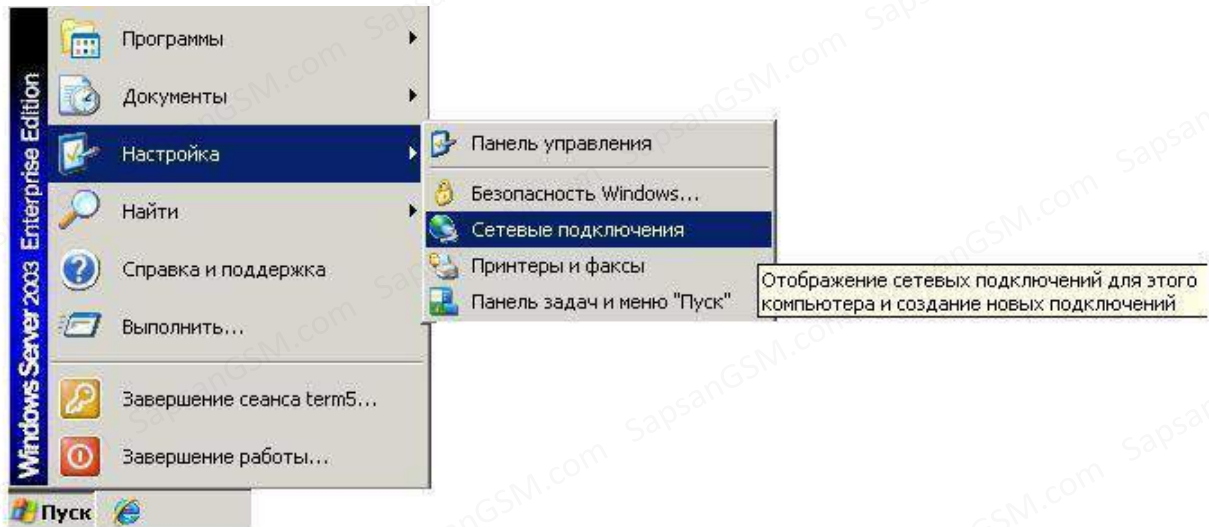 Windows Server 2003 Enterprise Edition
Программы
Документы
Настройка
Найти
Справка и поддержка
Выполнить...
Завершение сеанса term5...
Завершение работы...
Пуск
Панель управления
Безопасность Windows...
Сетевые подключения
Принтеры и факсы
Панель задач и меню "Пуск"
Отображение сетевых подключений для этого
компьютера и создание новых подключений
SapsanGSM.com